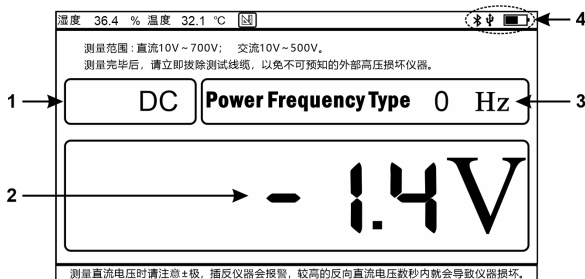 湿度 36.4 % 温度 32.1 ℃ N 4
测量范围：直流10V～700V； 交流10V～500V。
测量完毕后，请立即拔除测试线缆，以免不可预知的外部高压损坏仪器。
1 DC Power Frequency Type 0 Hz 3
2 - 1.4V
测量直流电压时请注意±极，插反仪器会报警，较高的反向直流电压数秒内就会导致仪器损坏。